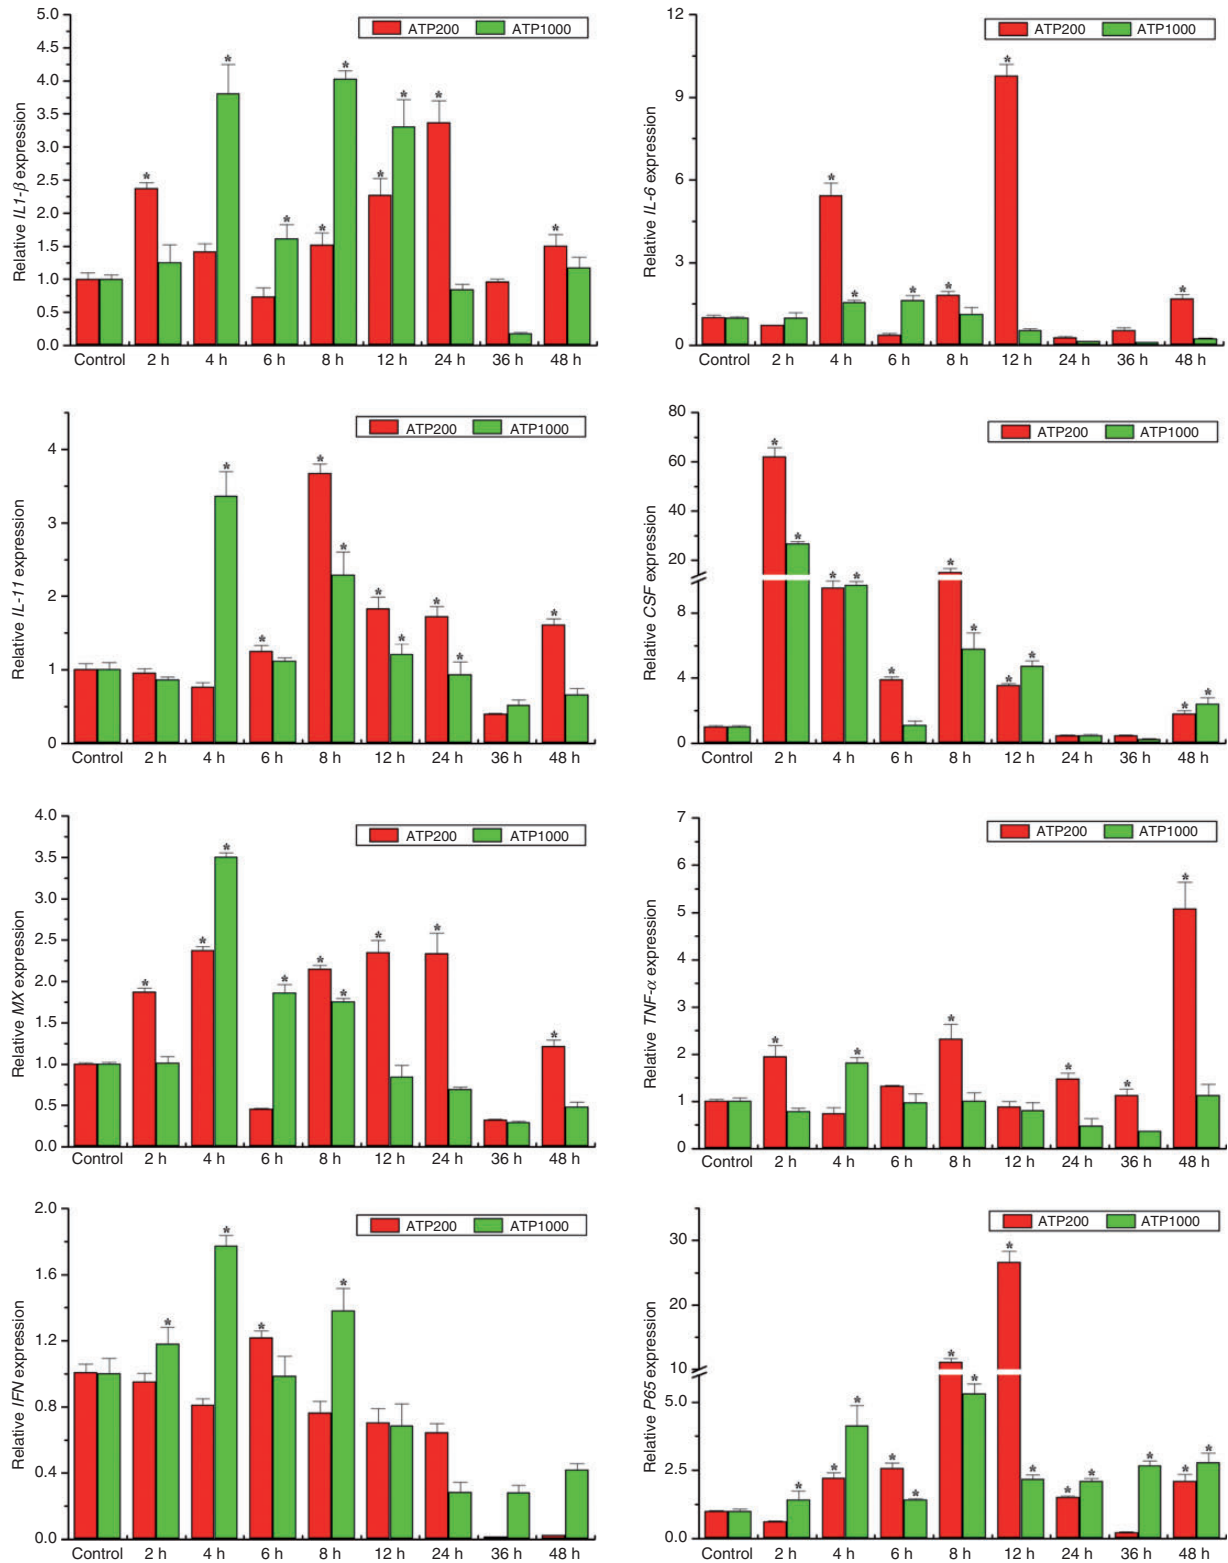 Relative IL1-β expression
5.0
4.5
4.0
3.5
3.0
2.5
2.0
1.5
1.0
0.5
0.0
ATP200 ATP1000
* * * * * * * * *
Control 2 h 4 h 6 h 8 h 12 h 24 h 36 h 48 h
Relative IL-6 expression
12
9
6
3
0
ATP200 ATP1000
* * * * * *
Control 2 h 4 h 6 h 8 h 12 h 24 h 36 h 48 h
Relative IL-11 expression
4
3
2
1
0
ATP200 ATP1000
* * * * * * * * *
Control 2 h 4 h 6 h 8 h 12 h 24 h 36 h 48 h
Relative CSF expression
80
60
40
20
8
4
0
ATP200 ATP1000
* * * * * * * * * * *
Control 2 h 4 h 6 h 8 h 12 h 24 h 36 h 48 h
Relative MX expression
4.0
3.5
3.0
2.5
2.0
1.5
1.0
0.5
0.0
ATP200 ATP1000
* * * * * * * * *
Control 2 h 4 h 6 h 8 h 12 h 24 h 36 h 48 h
Relative TNF-α expression
7
6
5
4
3
2
1
0
ATP200 ATP1000
* * * * * *
Control 2 h 4 h 6 h 8 h 12 h 24 h 36 h 48 h
Relative IFN expression
2.0
1.6
1.2
0.8
0.4
0.0
ATP200 ATP1000
* * * *
Control 2 h 4 h 6 h 8 h 12 h 24 h 36 h 48 h
Relative P65 expression
30
20
10
5.0
2.5
0.0
ATP200 ATP1000
* * * * * * * * * * * * * *
Control 2 h 4 h 6 h 8 h 12 h 24 h 36 h 48 h